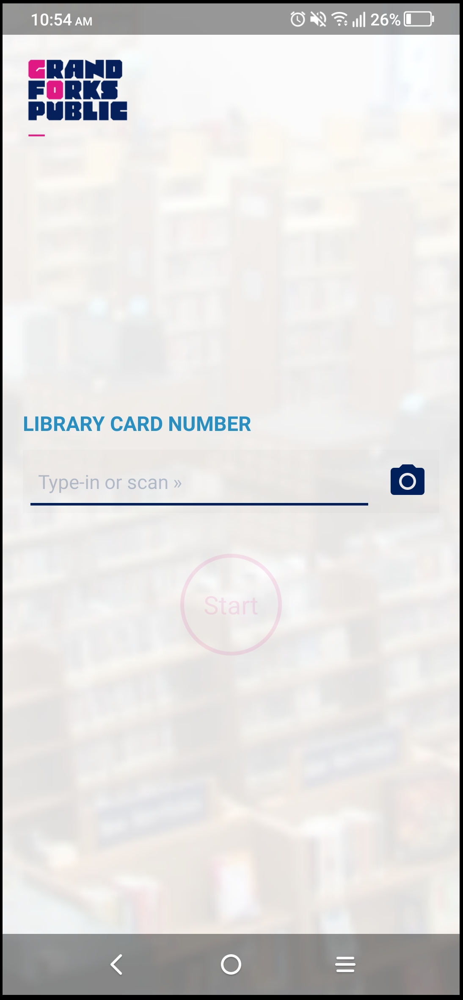 10:54 AM 26%
GRAND
FORKS
PUBLIC
LIBRARY CARD NUMBER
Type-in or scan »
Start